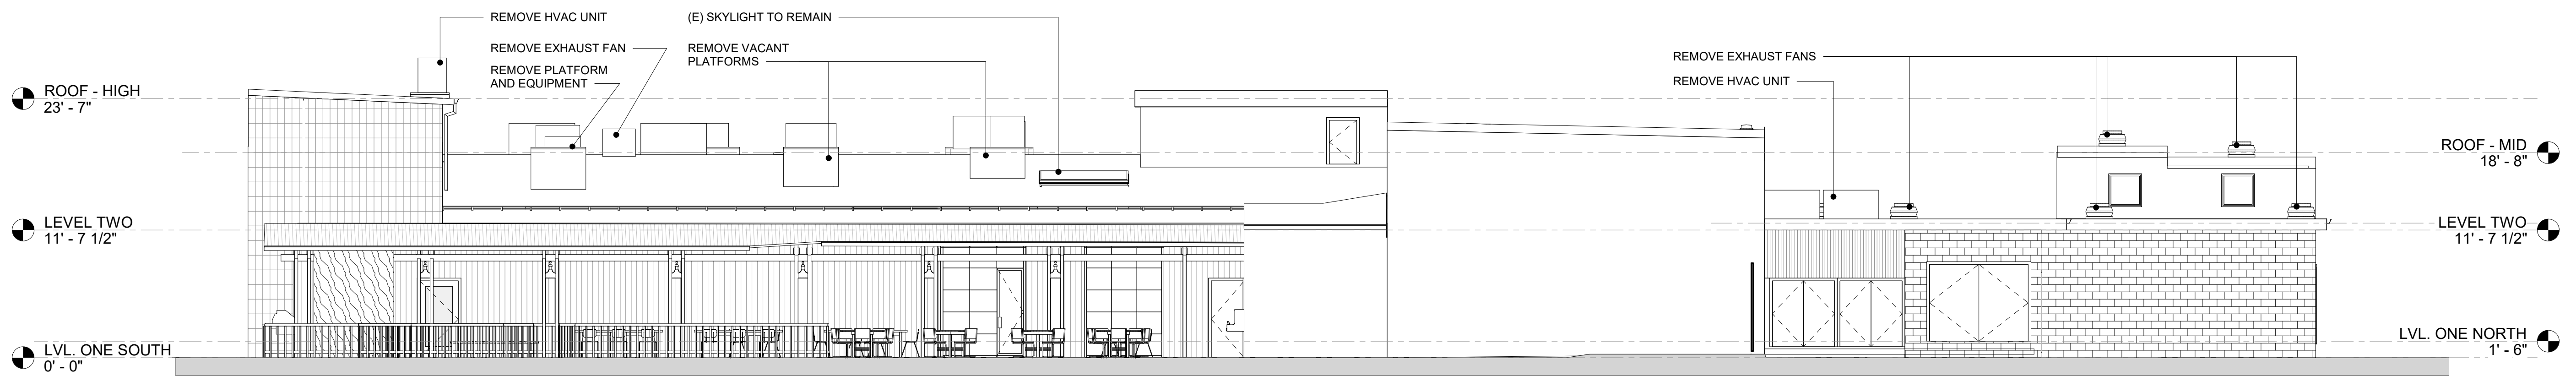 REMOVE HVAC UNIT
(E) SKYLIGHT TO REMAIN
REMOVE EXHAUST FAN
REMOVE VACANT
PLATFORMS
REMOVE PLATFORM
AND EQUIPMENT
REMOVE EXHAUST FANS
REMOVE HVAC UNIT
ROOF - HIGH
23' - 7"
ROOF - MID
18' - 8"
LEVEL TWO
11' - 7 1/2"
LEVEL TWO
11' - 7 1/2"
LVL. ONE SOUTH
0' - 0"
LVL. ONE NORTH
1' - 6"